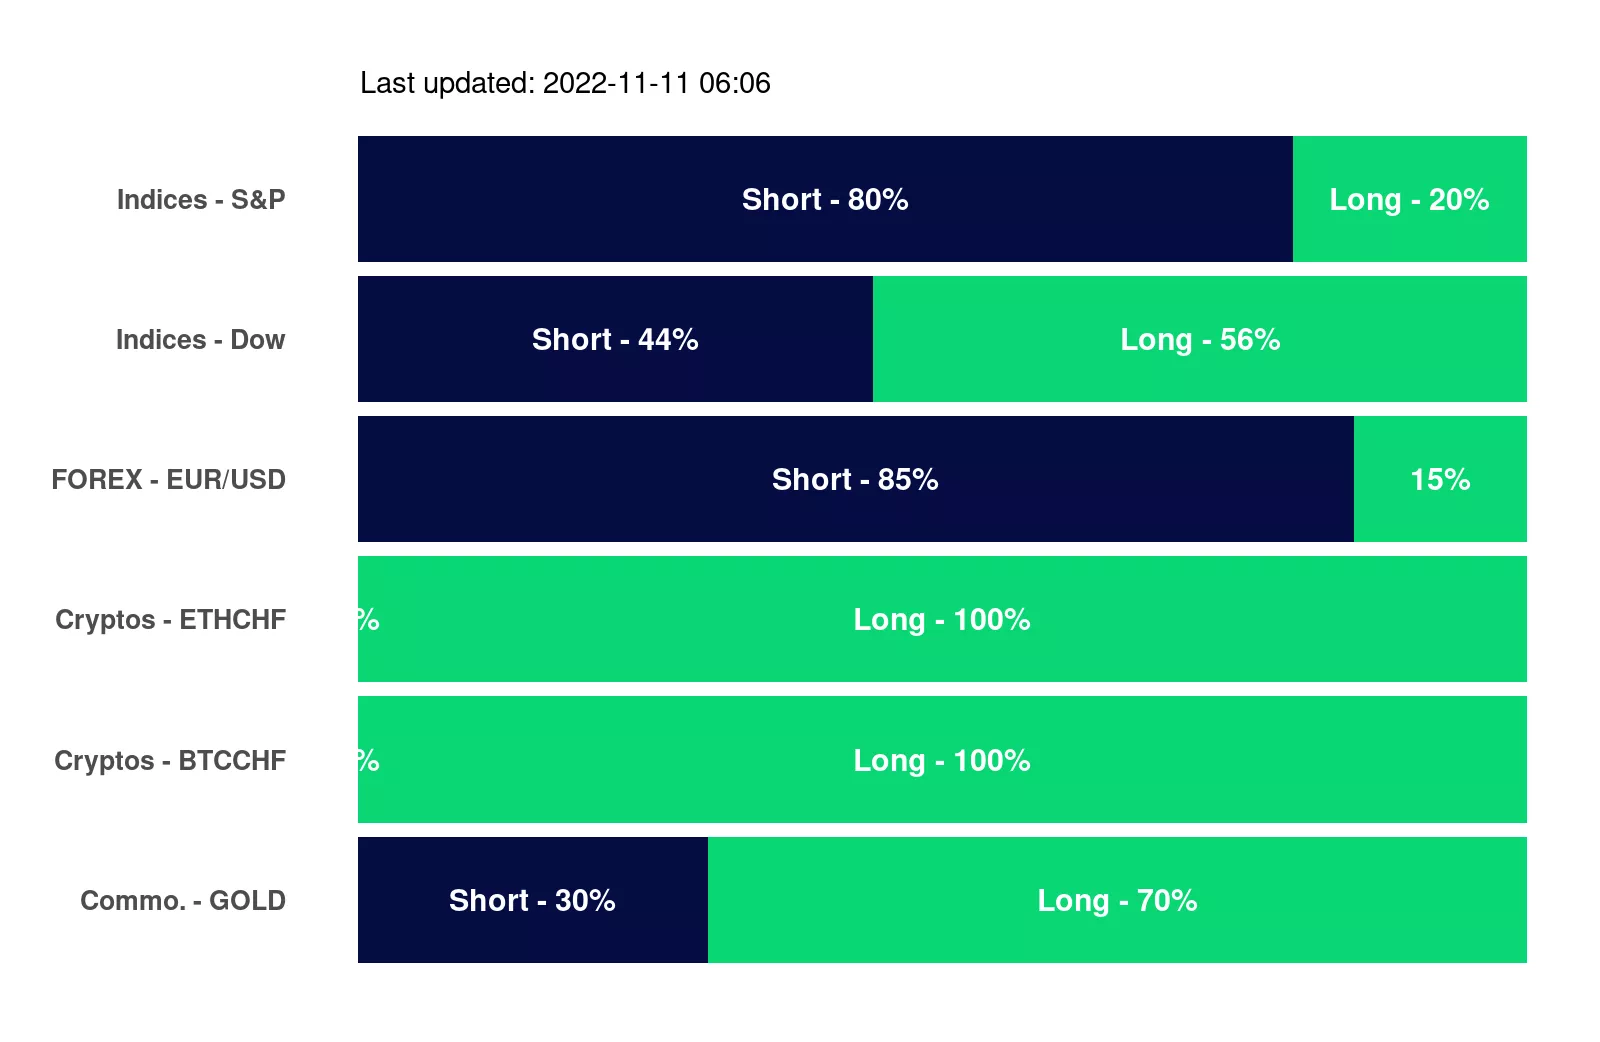 Last updated: 2022-11-11 06:06
Indices - S&P Short - 80% Long - 20%
Indices - Dow Short - 44% Long - 56%
FOREX - EUR/USD Short - 85% 15%
Cryptos - ETHCHF % Long - 100%
Cryptos - BTCCHF % Long - 100%
Commo. - GOLD Short - 30% Long - 70%